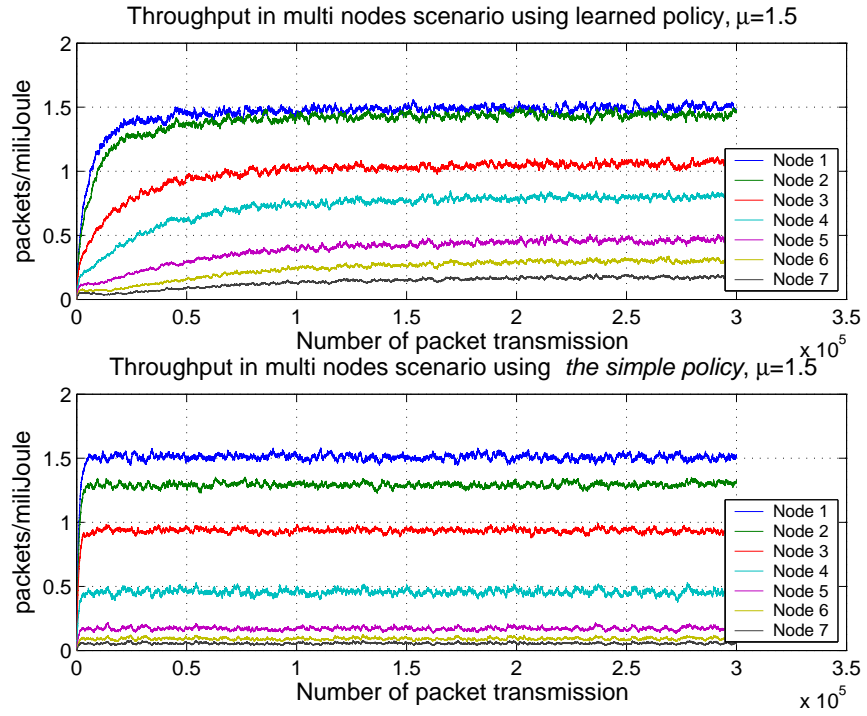 Throughput in multi nodes scenario using learned policy, μ=1.5
packets/miliJoule
2
1.5
1
0.5
0
0 0.5 1 1.5 2 2.5 3 3.5
x 10^5
Number of packet transmission
Node 1
Node 2
Node 3
Node 4
Node 5
Node 6
Node 7
Throughput in multi nodes scenario using the simple policy, μ=1.5
packets/miliJoule
2
1.5
1
0.5
0
0 0.5 1 1.5 2 2.5 3 3.5
x 10^5
Number of packet transmission
Node 1
Node 2
Node 3
Node 4
Node 5
Node 6
Node 7